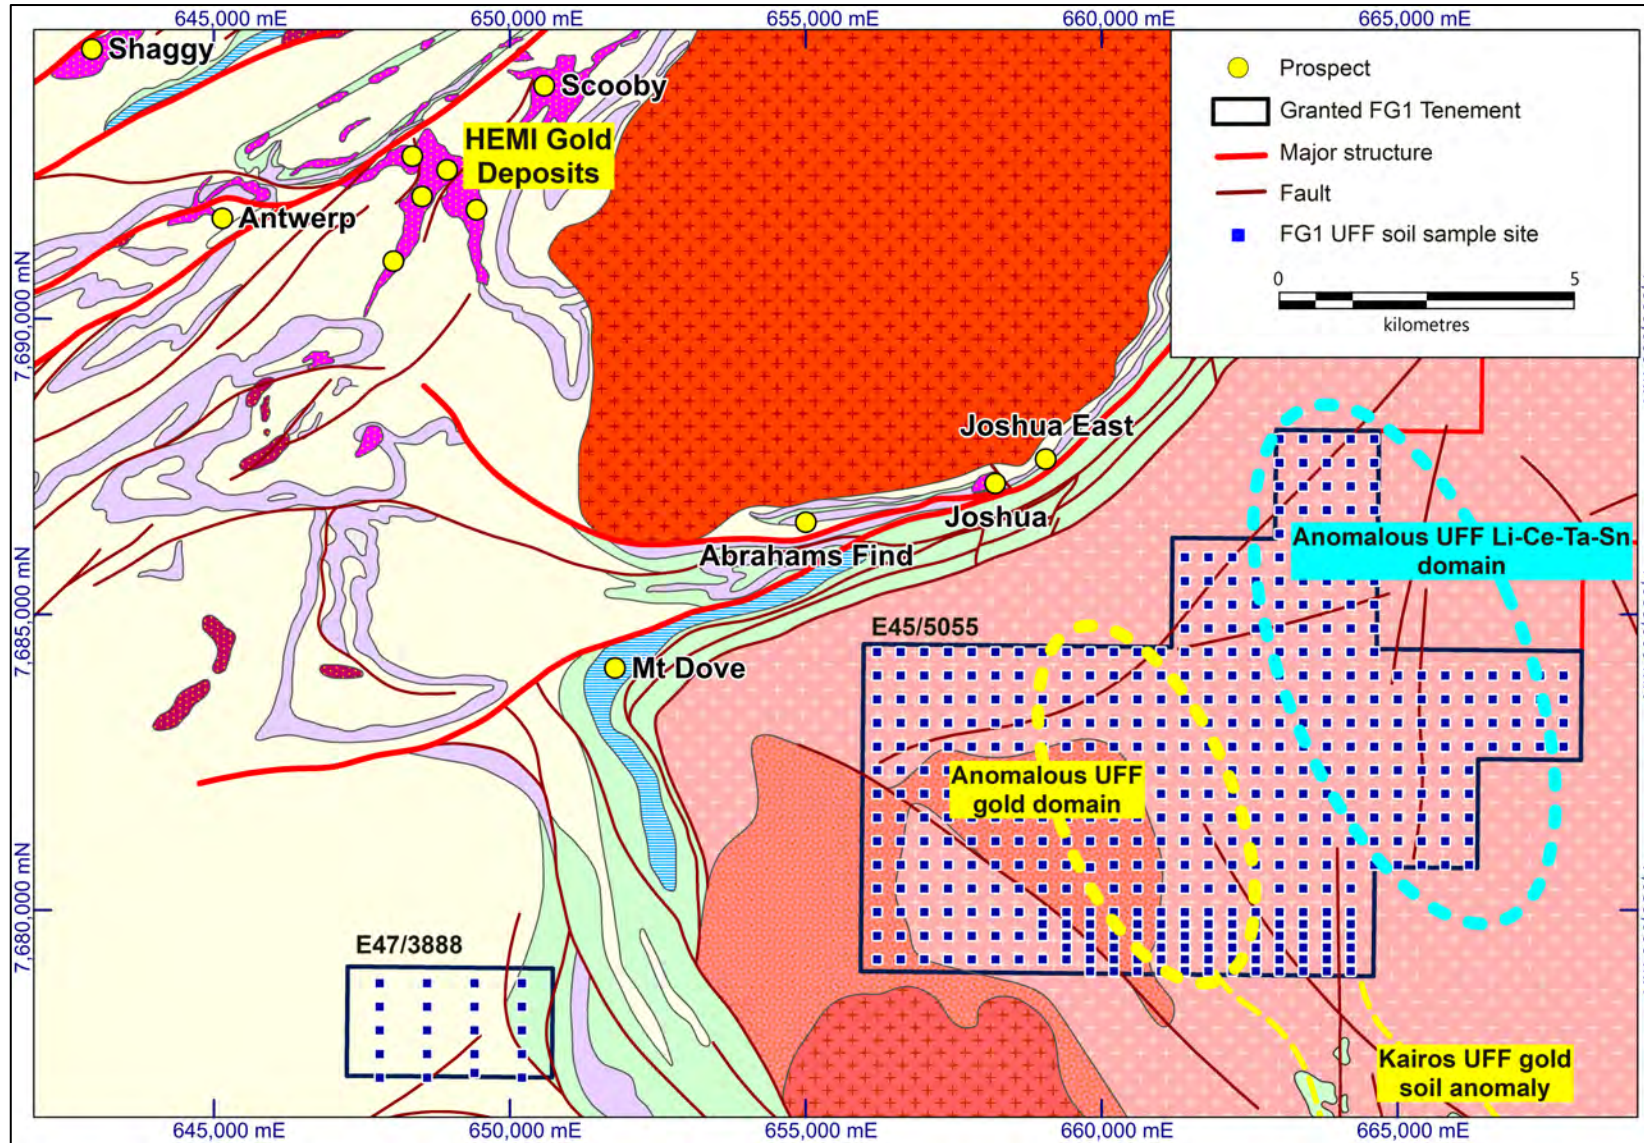 645,000 mE
650,000 mE
655,000 mE
660,000 mE
665,000 mE
Shaggy
Scooby
HEMI Gold
Deposits
Antwerp
Prospect
Granted FG1 Tenement
Major structure
Fault
FG1 UFF soil sample site
0
5
kilometres
7,690,000 mN
Joshua East
Joshua
Abrahams Find
Anomalous UFF Li-Ce-Ta-Sn
domain
7,685,000 mN
E45/5055
Mt Dove
Anomalous UFF
gold domain
7,680,000 mN
E47/3888
Kairos UFF gold
soil anomaly
645,000 mE
650,000 mE
655,000 mE
660,000 mE
665,000 mE